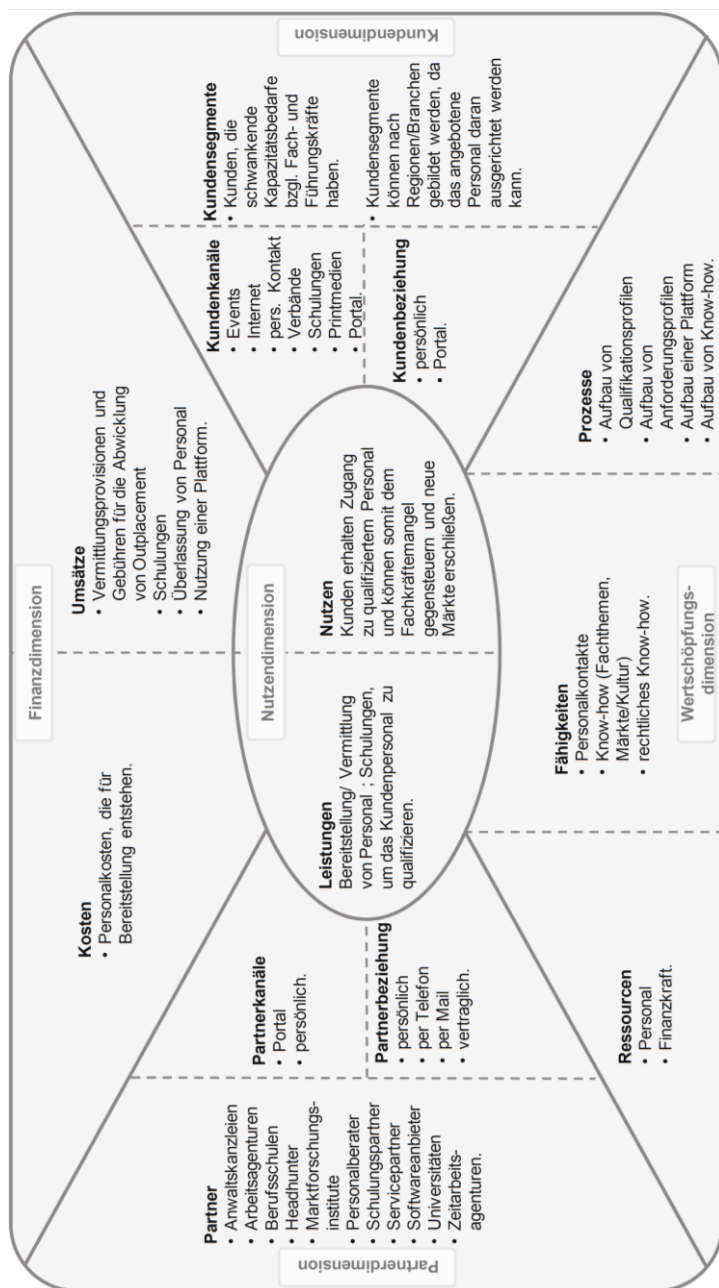 Finanzdimension
Kosten
• Personalkosten, die für
Bereitstellung entstehen.
Umsätze
• Vermittlungsprovisionen und
Gebühren für die Abwicklung
von Outplacement
• Schulungen
• Überlassung von Personal
• Nutzung einer Plattform.
Partnerdimension
Partner
• Anwaltskanzleien
• Arbeitsagenturen
• Berufsschulen
• Headhunter
• Marktforschungs-
institute
• Personalberater
• Schulungspartner
• Servicepartner
• Softwareanbieter
• Universitäten
• Zeitarbeits-
agenturen.
Partnerkanäle
• Portal
• persönlich.
Partnerbeziehung
• persönlich
• per Telefon
• per Mail
• vertraglich.
Nutzendimension
Leistungen
Bereitstellung/ Vermittlung
von Personal ; Schulungen,
um das Kundenpersonal zu
qualifizieren.
Nutzen
Kunden erhalten Zugang
zu qualifiziertem Personal
und können somit dem
Fachkräftemangel
gegensteuern und neue
Märkte erschließen.
Kundenkanäle
• Events
• Internet
• pers. Kontakt
• Verbände
• Schulungen
• Printmedien
• Portal.
Kundenbeziehung
• persönlich
• Portal.
Kundensegmente
• Kunden, die
schwankende
Kapazitätsbedarfe
bzgl. Fach- und
Führungskräfte
haben.
• Kundensegmente
können nach
Regionen/Branchen
gebildet werden, da
das angebotene
Personal daran
ausgerichtet werden
kann.
Kundendimension
Ressourcen
• Personal
• Finanzkraft.
Fähigkeiten
• Personalkontakte
• Know-how (Fachthemen,
Märkte/Kultur)
• rechtliches Know-how.
Prozesse
• Aufbau von
Qualifikationsprofilen
• Aufbau von
Anforderungsprofilen
• Aufbau einer Plattform
• Aufbau von Know-how.
Wertschöpfungs-
dimension